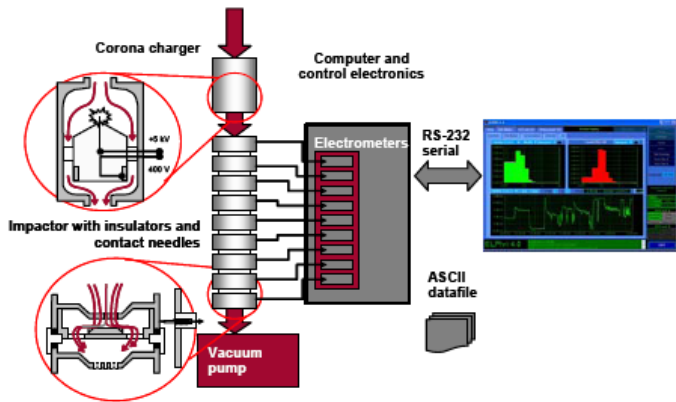 Corona charger
Computer and
control electronics
Electrometers
RS-232
serial
+5 kV
400 V
Impactor with insulators and
contact needles
ASCII
datafile
Vacuum
pump